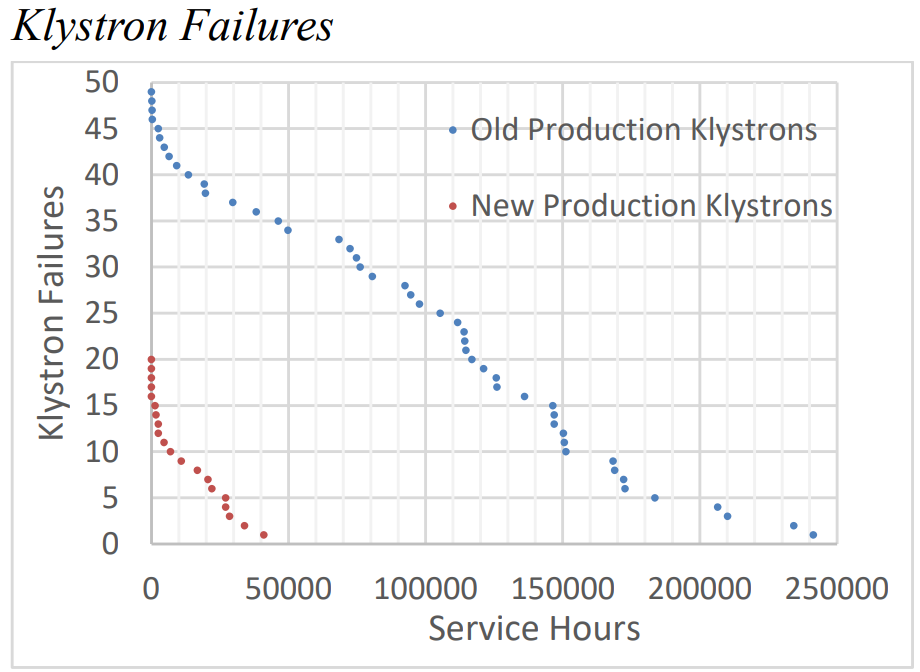 Klystron Failures
50
45
40
35
30
25
20
15
10
5
0
Klystron Failures
Old Production Klystrons
New Production Klystrons
0 50000 100000 150000 200000 250000
Service Hours